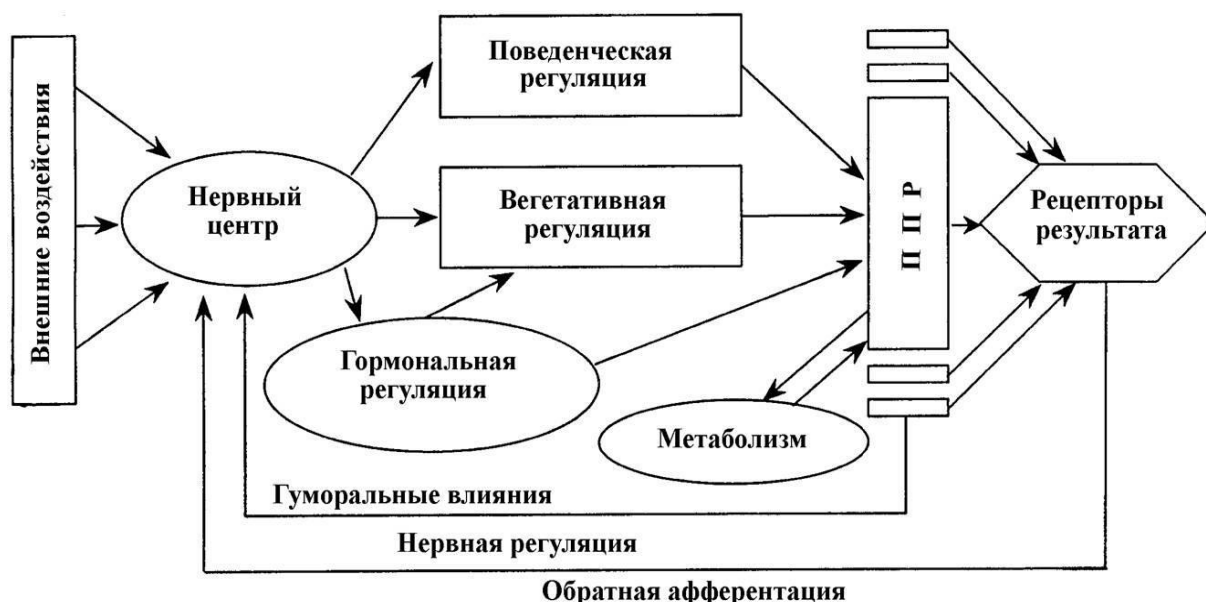 Внешние воздействия
Нервный
центр
Поведенческая
регуляция
Вегетативная
регуляция
Гормональная
регуляция
Метаболизм
П П Р
Рецепторы
результата
Гуморальные влияния
Нервная регуляция
Обратная афферентация